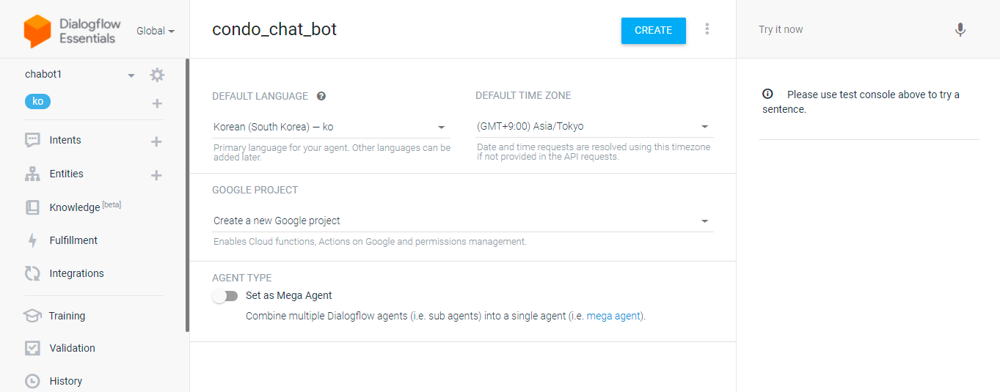 Dialogflow
Essentials
Global
condo_chat_bot
CREATE
Try it now
chabot1
ko
Intents
Entities
Knowledge [beta]
Fulfillment
Integrations
Training
Validation
History
DEFAULT LANGUAGE
Korean (South Korea) — ko
Primary language for your agent. Other languages can be
added later.
DEFAULT TIME ZONE
(GMT+9:00) Asia/Tokyo
Date and time requests are resolved using this timezone
if not provided in the API requests.
GOOGLE PROJECT
Create a new Google project
Enables Cloud functions, Actions on Google and permissions management.
AGENT TYPE
Set as Mega Agent
Combine multiple Dialogflow agents (i.e. sub agents) into a single agent (i.e. mega agent).
Please use test console above to try a
sentence.